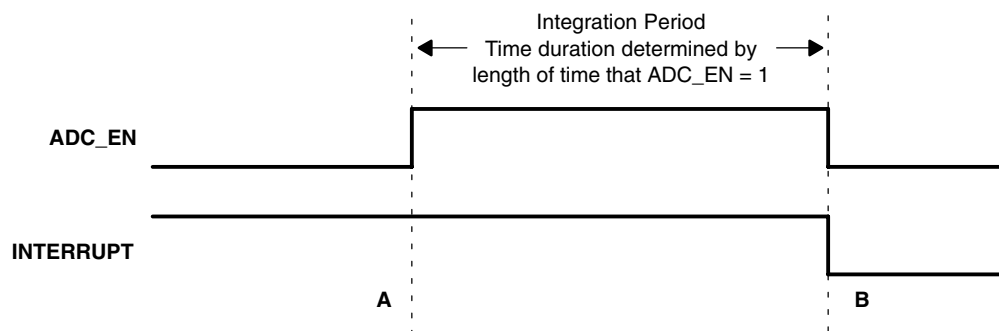 Integration Period
Time duration determined by
length of time that ADC_EN = 1
ADC_EN
INTERRUPT
A
B